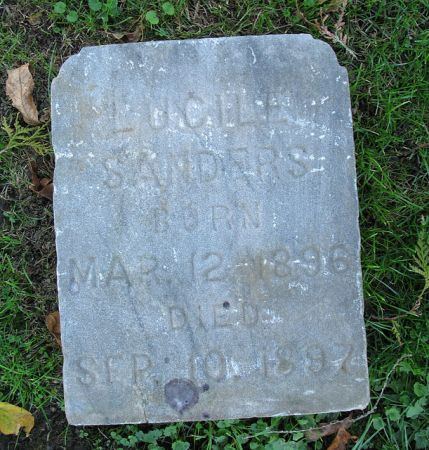 LUCILE
SANDERS
BORN
MAR. 12. 1896
DIED
SEP. 10. 1897